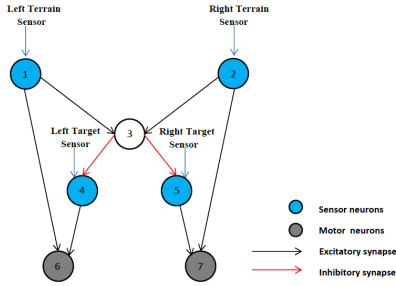 Left Terrain
Sensor
Right Terrain
Sensor
1
2
3
Left Target
Sensor
Right Target
Sensor
4
5
6
7
Sensor neurons
Motor neurons
Excitatory synapse
Inhibitory synapse